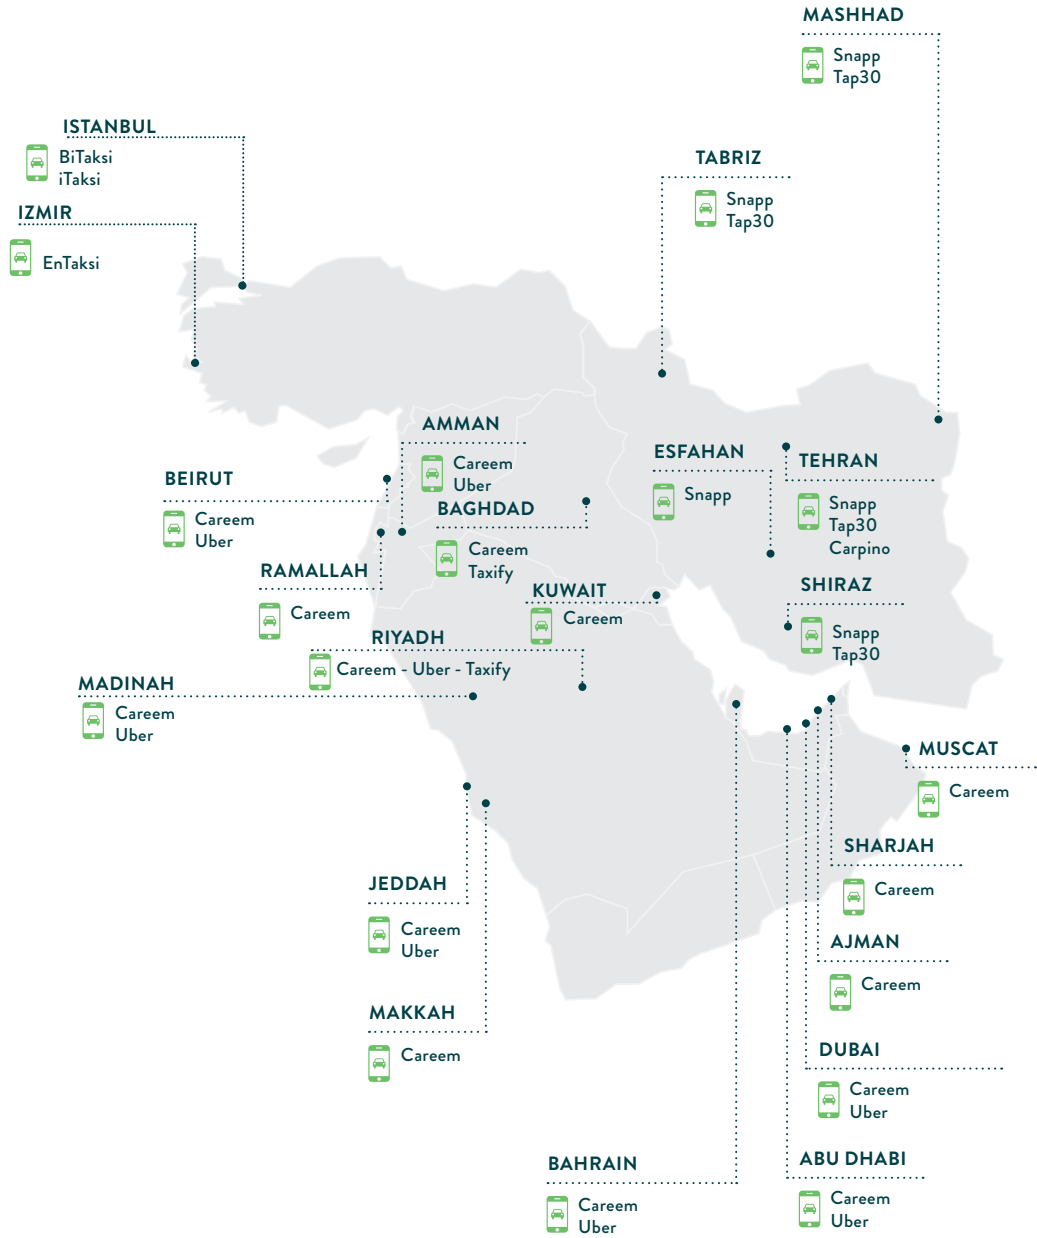 MASHHAD
Snapp
Tap30
ISTANBUL
BiTaksi
iTaksi
TABRIZ
Snapp
Tap30
IZMIR
EnTaksi
AMMAN
Careem
Uber
ESFAHAN
Snapp
TEHRAN
Snapp
Tap30
Carpino
BEIRUT
Careem
Uber
BAGHDAD
Careem
Taxify
RAMALLAH
Careem
KUWAIT
Careem
SHIRAZ
Snapp
Tap30
RIYADH
Careem - Uber - Taxify
MADINAH
Careem
Uber
MUSCAT
Careem
SHARJAH
Careem
JEDDAH
Careem
Uber
AJMAN
Careem
MAKKAH
Careem
DUBAI
Careem
Uber
BAHRAIN
Careem
Uber
ABU DHABI
Careem
Uber